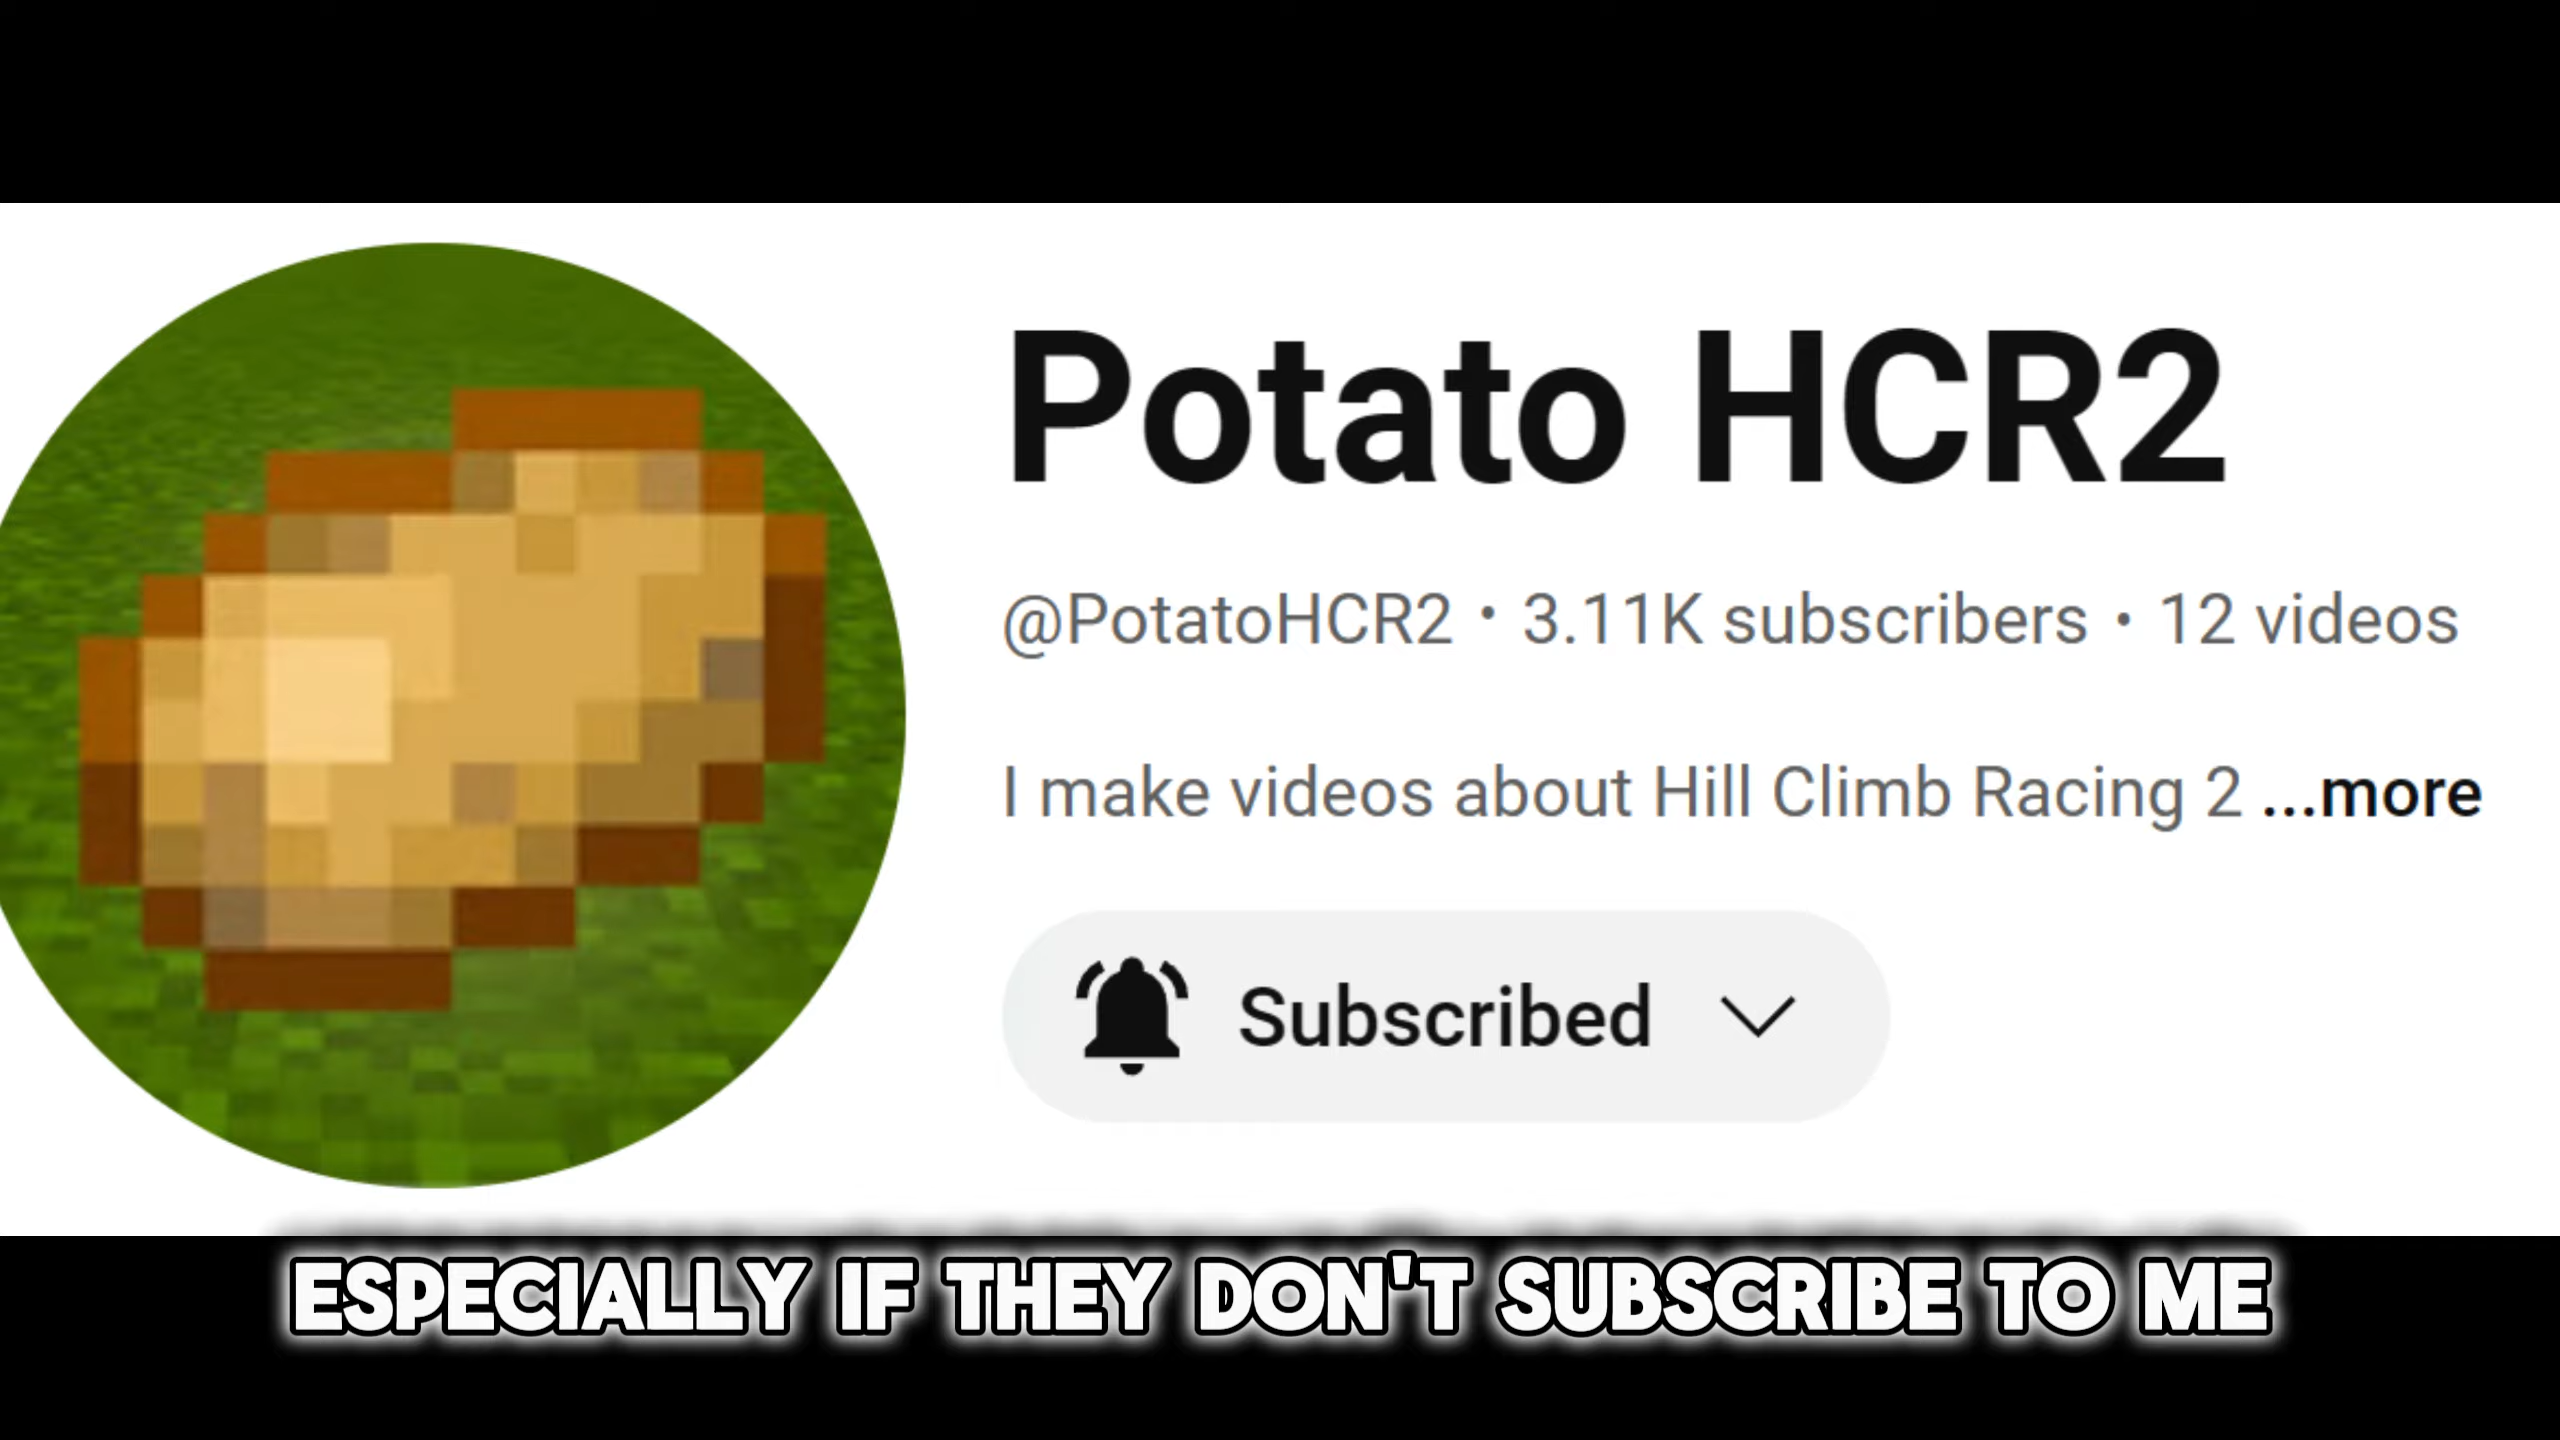 Potato HCR2
@PotatoHCR2 • 3.11K subscribers • 12 videos
I make videos about Hill Climb Racing 2 ...more
Subscribed
ESPECIALLY IF THEY DON'T SUBSCRIBE TO ME